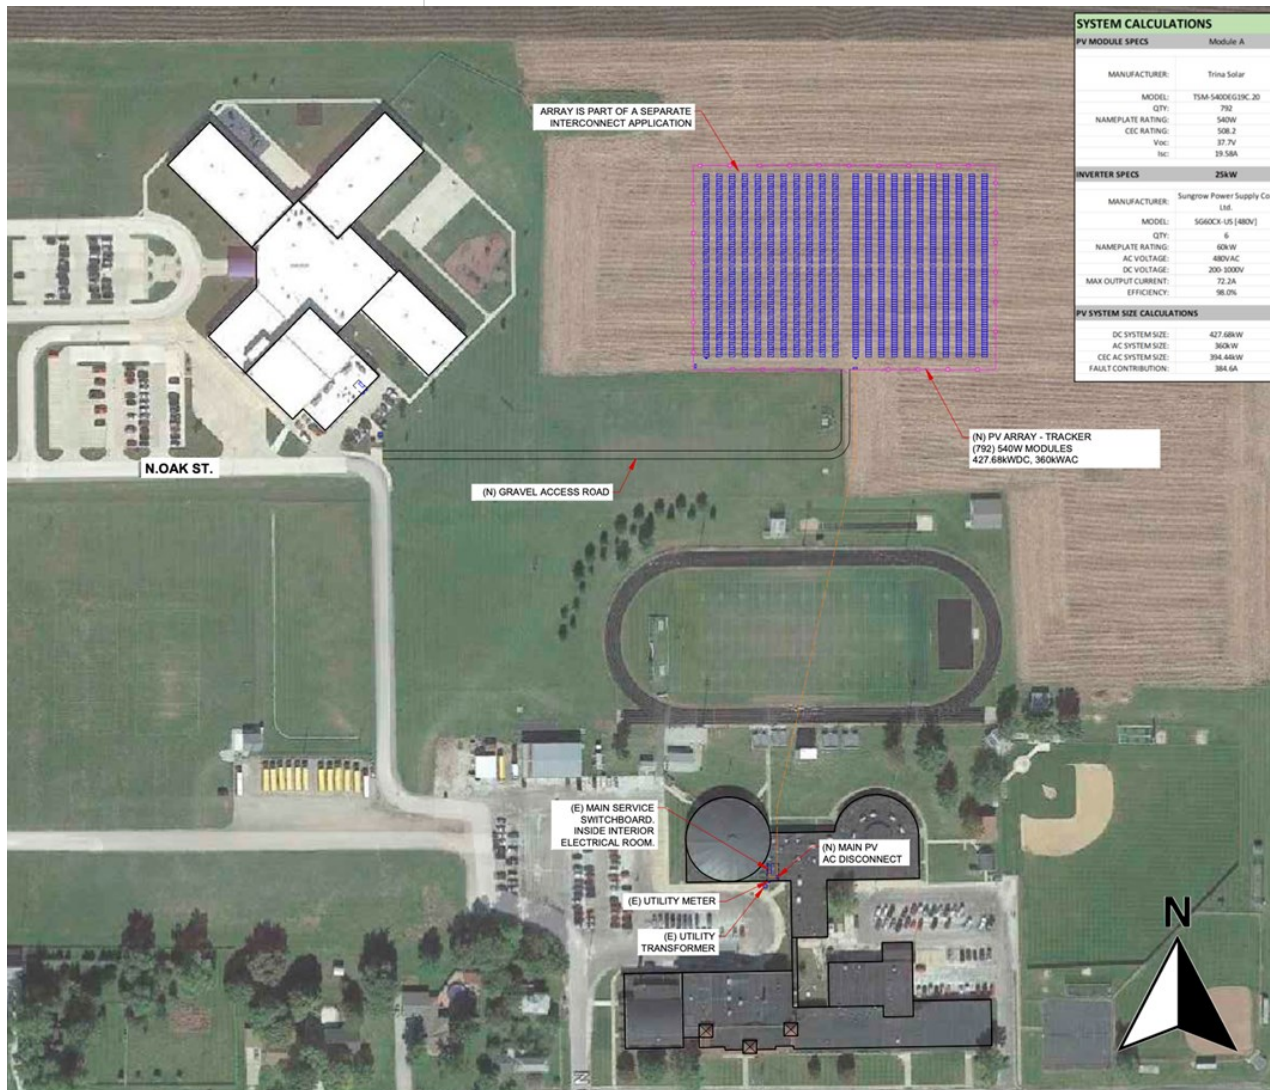 SYSTEM CALCULATIONS
PV MODULE SPECS Module A
MANUFACTURER: Trina Solar
MODEL: TSM-540DEG19C.20
QTY: 792
NAMEPLATE RATING: 540W
CEC RATING: 508.2
Voc: 37.7V
Isc: 19.58A
INVERTER SPECS 25kW
MANUFACTURER: Sungrow Power Supply Co
Ltd.
MODEL: SG60CX-US [480V]
QTY: 6
NAMEPLATE RATING: 60kW
AC VOLTAGE: 480VAC
DC VOLTAGE: 200-1000V
MAX OUTPUT CURRENT: 72.2A
EFFICIENCY: 98.0%
PV SYSTEM SIZE CALCULATIONS
DC SYSTEM SIZE: 427.68kW
AC SYSTEM SIZE: 360kW
CEC AC SYSTEM SIZE: 394.44kW
FAULT CONTRIBUTION: 384.6A
ARRAY IS PART OF A SEPARATE
INTERCONNECT APPLICATION
(N) PV ARRAY - TRACKER
(792) 540W MODULES
427.68kWDC, 360kWAC
N.OAK ST.
(N) GRAVEL ACCESS ROAD
(E) MAIN SERVICE
SWITCHBOARD.
INSIDE INTERIOR
ELECTRICAL ROOM.
(N) MAIN PV
AC DISCONNECT
(E) UTILITY METER
(E) UTILITY
TRANSFORMER
N
N